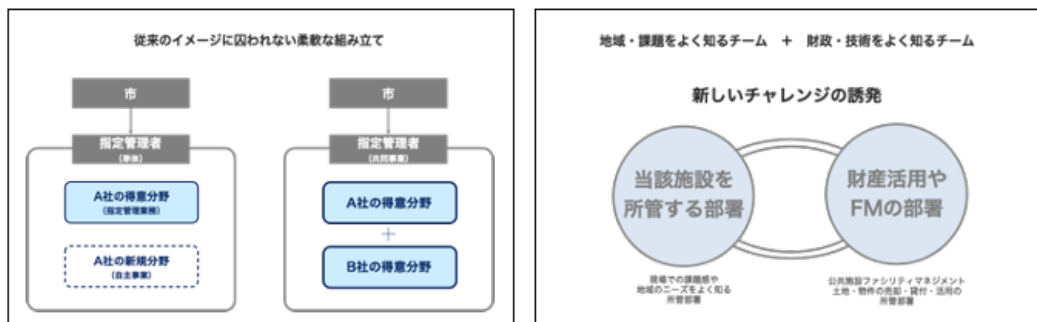 従来のイメージに囚われない柔軟な組み立て
市
指定管理者
(単体)
A社の得意分野
(指定管理業務)
A社の新規分野
(自主事業)
市
指定管理者
(共同事業)
A社の得意分野
+
B社の得意分野
地域・課題をよく知るチーム + 財政・技術をよく知るチーム
新しいチャレンジの誘発
当該施設を
所管する部署
現場での課題感や
地域のニーズをよく知る
所管部署
財産活用や
FMの部署
公共施設ファシリティマネジメント
土地・物件の売却・貸付・活用の
所管部署